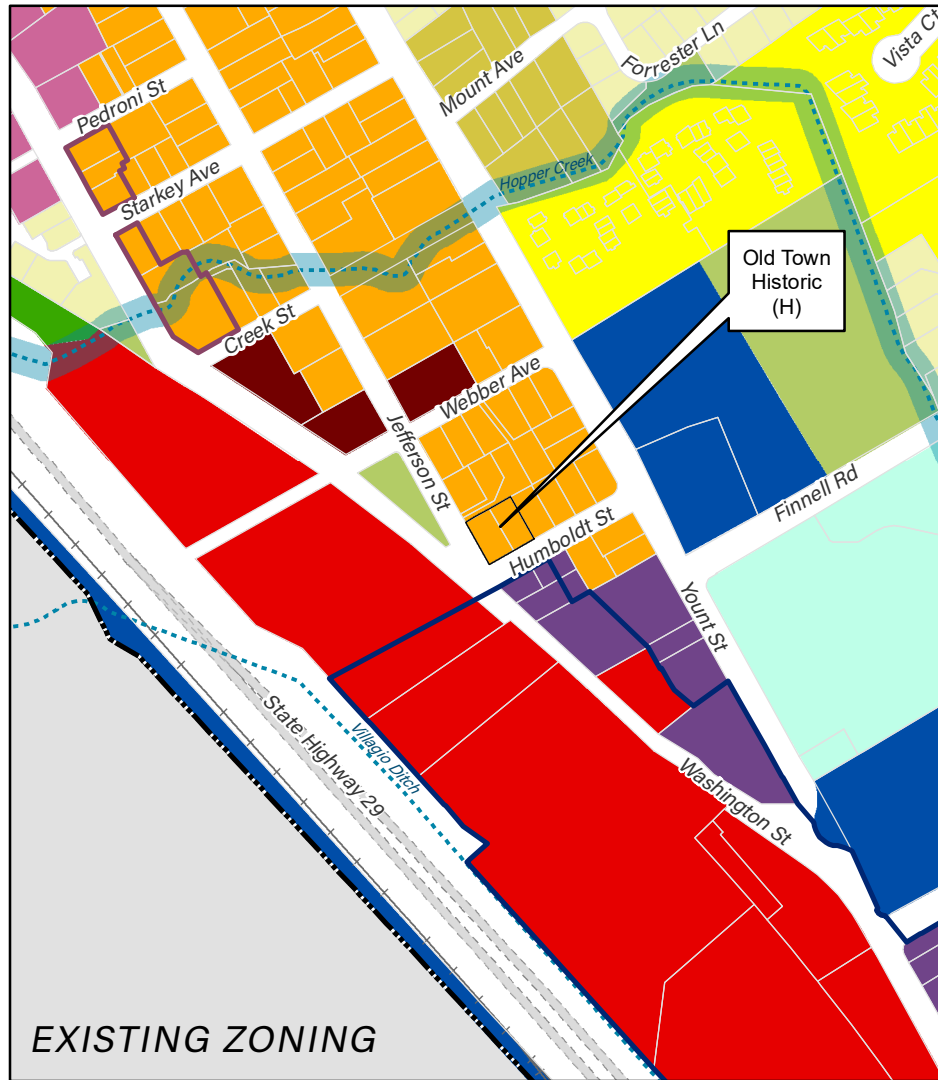 Vista Ct
Forrester Ln
Mount Ave
Pedroni St
Hopper Creek
Starkey Ave
Old Town
Historic
(H)
Creek St
Webber Ave
Jefferson St
Finnell Rd
Humboldt St
Yount St
State Highway 29
Villagio Ditch
Washington St
EXISTING ZONING